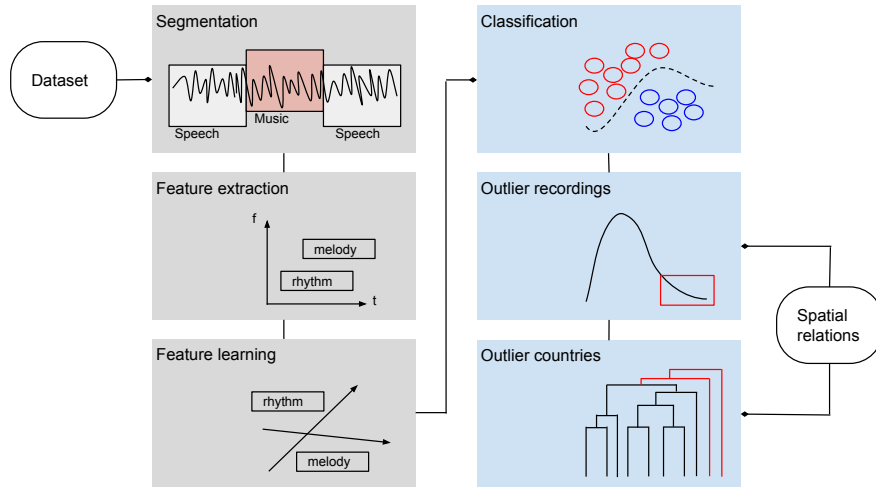 Dataset
Segmentation
Speech
Music
Speech
Feature extraction
f
melody
rhythm
t
Feature learning
rhythm
melody
Classification
Outlier recordings
Outlier countries
Spatial
relations